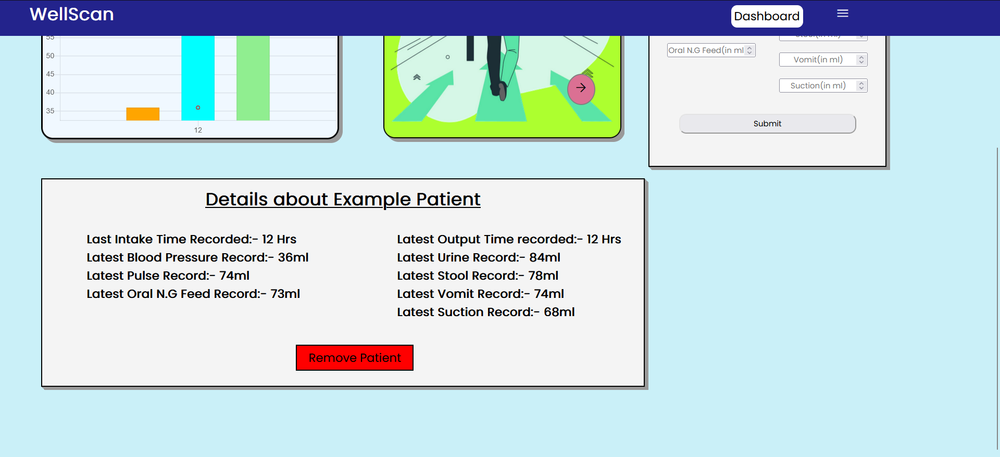 WellScan
Dashboard
55
50
45
40
35
12
Oral N.G Feed(in ml
Vomit(in ml)
Suction(in ml)
Submit
Details about Example Patient
Last Intake Time Recorded:- 12 Hrs
Latest Blood Pressure Record:- 36ml
Latest Pulse Record:- 74ml
Latest Oral N.G Feed Record:- 73ml
Latest Output Time recorded:- 12 Hrs
Latest Urine Record:- 84ml
Latest Stool Record:- 78ml
Latest Vomit Record:- 74ml
Latest Suction Record:- 68ml
Remove Patient